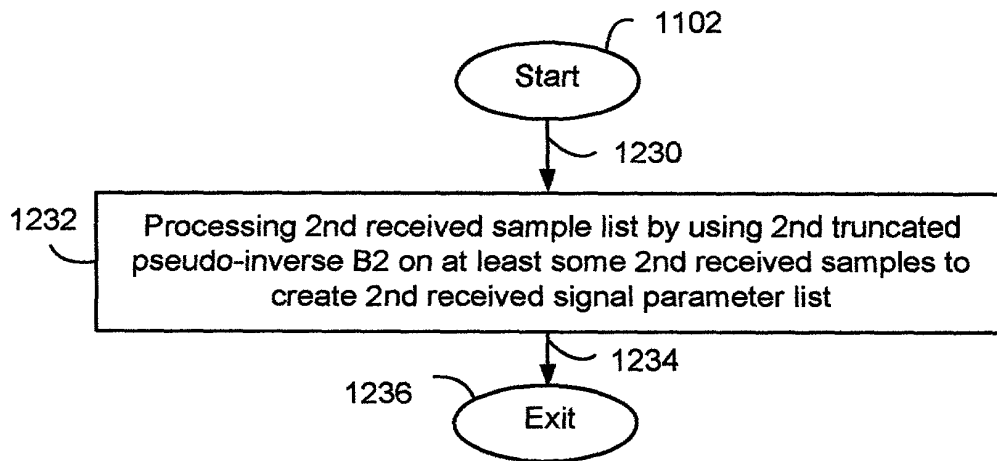 1102
Start
1230
1232
Processing 2nd received sample list by using 2nd truncated
pseudo-inverse B2 on at least some 2nd received samples to
create 2nd received signal parameter list
1234
1236
Exit